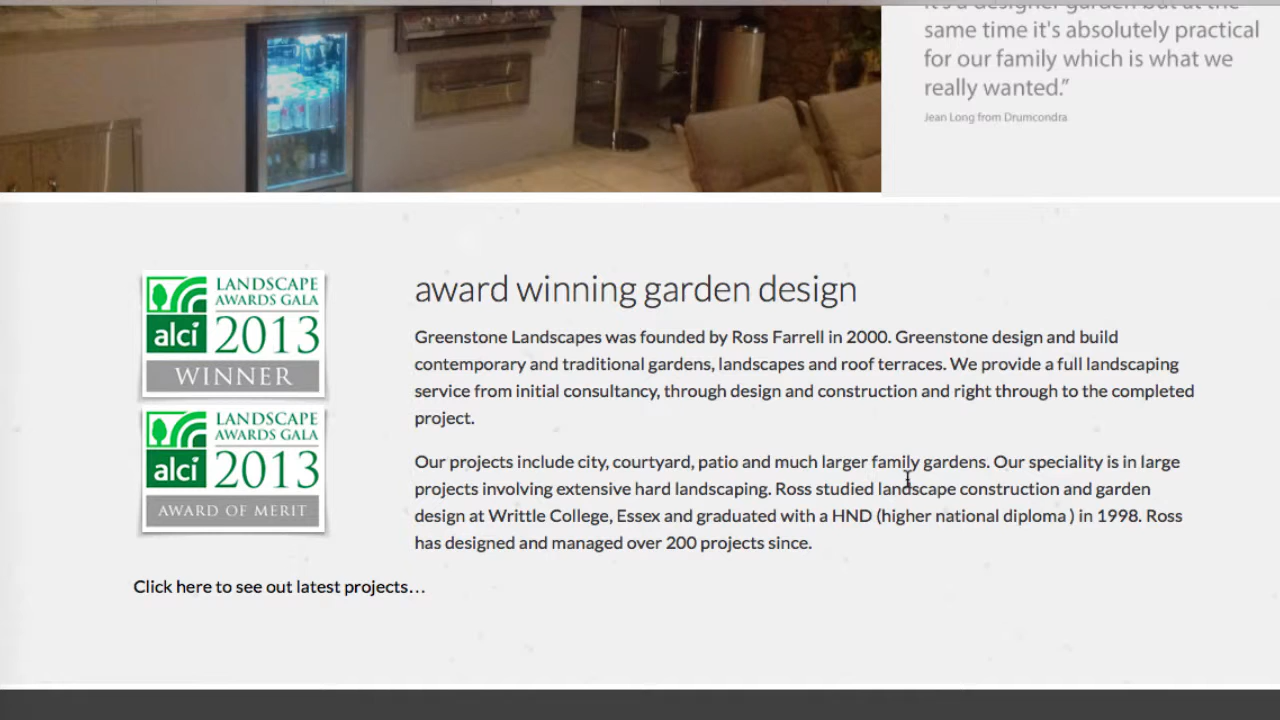 it's a designer garden but at the
same time it's absolutely practical
for our family which is what we
really wanted.”
Jean Long from Drumcondra
LANDSCAPE
AWARDS GALA
alci 2013
WINNER
LANDSCAPE
AWARDS GALA
alci 2013
AWARD OF MERIT
award winning garden design
Greenstone Landscapes was founded by Ross Farrell in 2000. Greenstone design and build
contemporary and traditional gardens, landscapes and roof terraces. We provide a full landscaping
service from initial consultancy, through design and construction and right through to the completed
project.
Our projects include city, courtyard, patio and much larger family gardens. Our speciality is in large
projects involving extensive hard landscaping. Ross studied landscape construction and garden
design at Writtle College, Essex and graduated with a HND (higher national diploma ) in 1998. Ross
has designed and managed over 200 projects since.
Click here to see out latest projects…